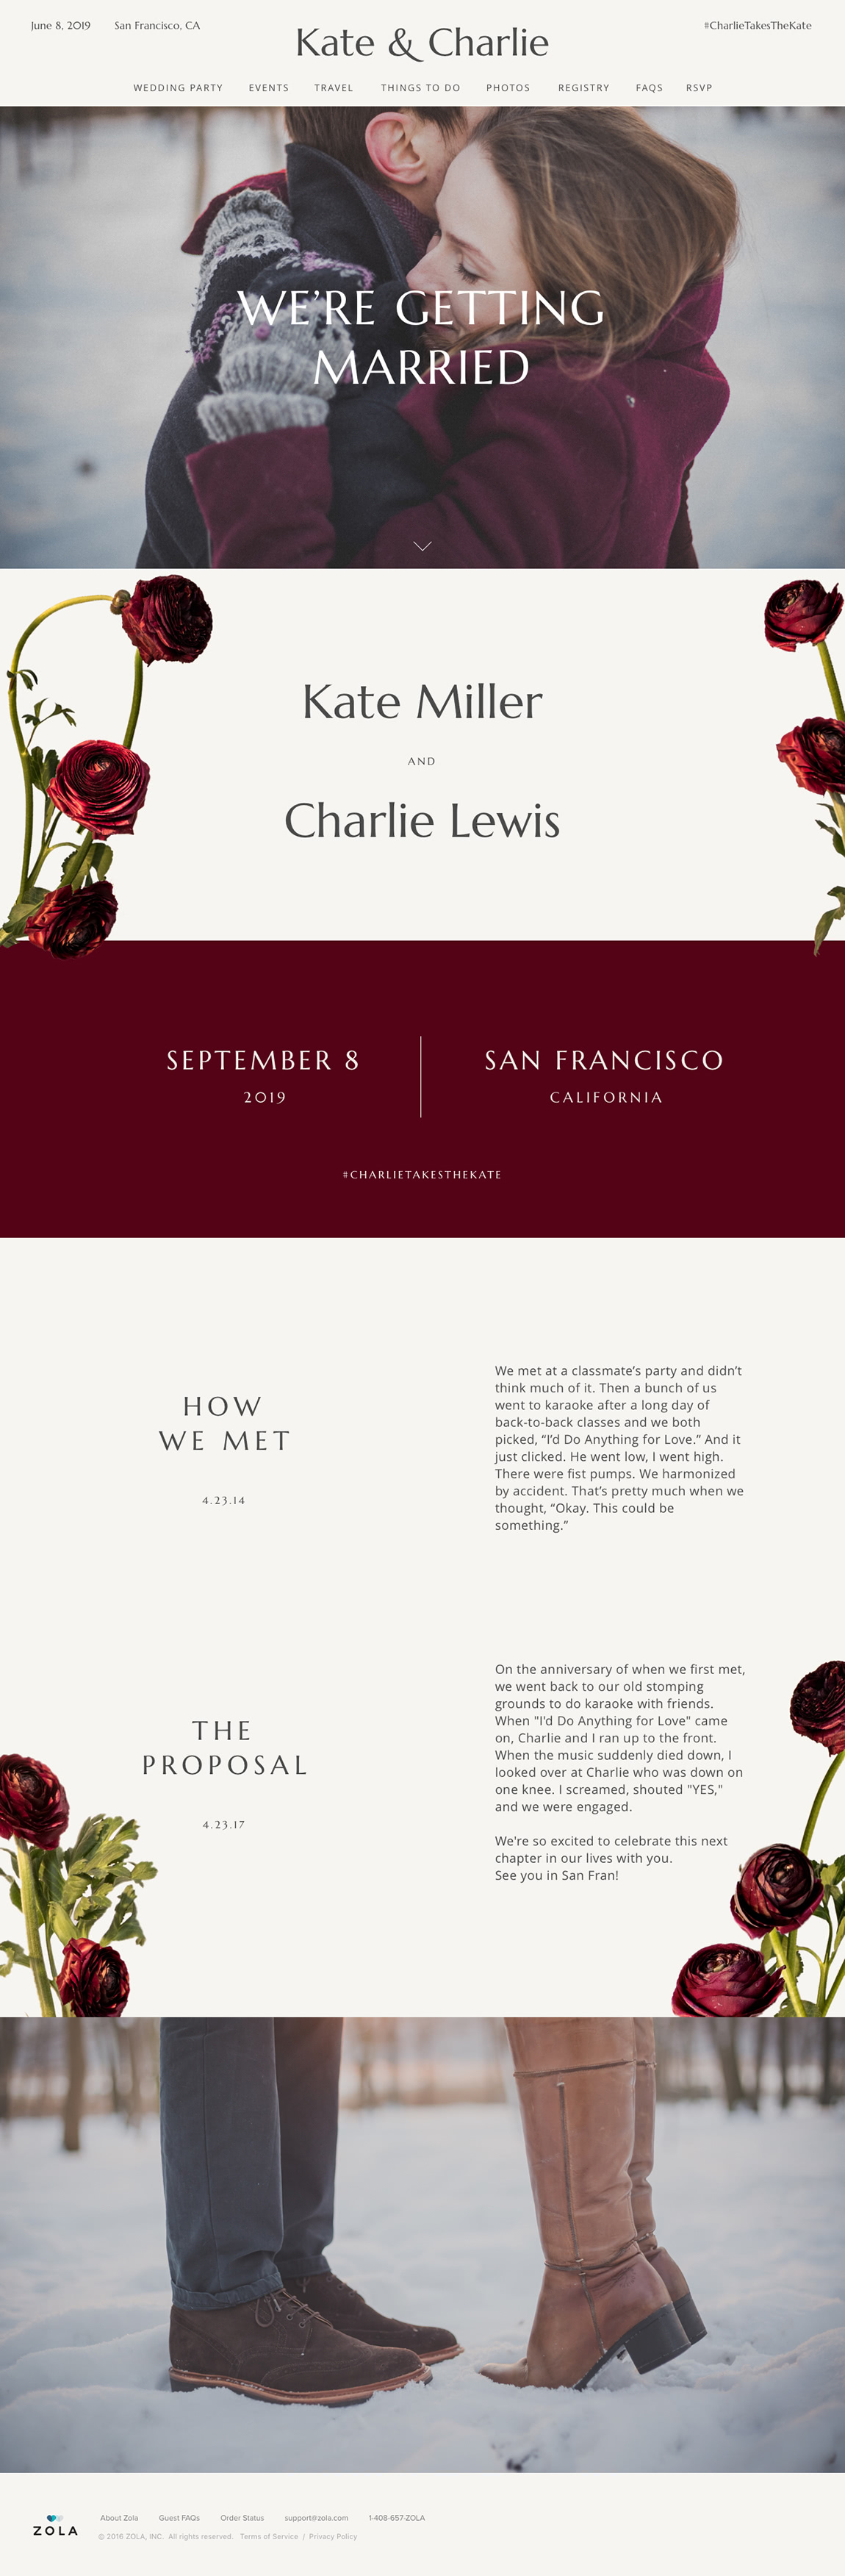 June 8, 2019 San Francisco, CA
Kate & Charlie
#CharlieTakesTheKate
WEDDING PARTY EVENTS TRAVEL THINGS TO DO PHOTOS REGISTRY FAQS RSVP
WE’RE GETTING
MARRIED
Kate Miller
AND
Charlie Lewis
SEPTEMBER 8
2019
SAN FRANCISCO
CALIFORNIA
#CHARLIETAKESTHEKATE
HOW
WE MET
4.23.14
We met at a classmate’s party and didn’t
think much of it. Then a bunch of us
went to karaoke after a long day of
back-to-back classes and we both
picked, “I’d Do Anything for Love.” And it
just clicked. He went low, I went high.
There were fist pumps. We harmonized
by accident. That’s pretty much when we
thought, “Okay. This could be
something.”
THE
PROPOSAL
4.23.17
On the anniversary of when we first met,
we went back to our old stomping
grounds to do karaoke with friends.
When "I'd Do Anything for Love" came
on, Charlie and I ran up to the front.
When the music suddenly died down, I
looked over at Charlie who was down on
one knee. I screamed, shouted "YES,"
and we were engaged.
We're so excited to celebrate this next
chapter in our lives with you.
See you in San Fran!
ZOLA
About Zola Guest FAQs Order Status support@zola.com 1-408-657-ZOLA
© 2016 ZOLA, INC. All rights reserved. Terms of Service / Privacy Policy